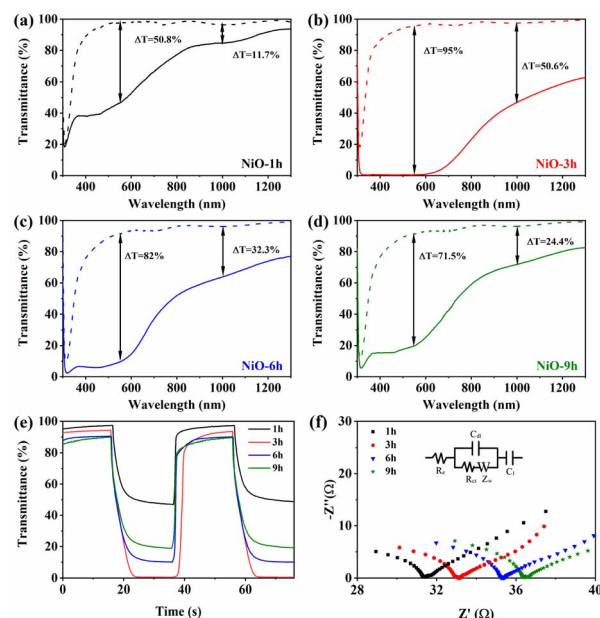 (a)
100
80
60
40
20
0
Transmittance (%)
ΔT=50.8%
ΔT=11.7%
NiO-1h
400 600 800 1000 1200
Wavelength (nm)
(b)
100
80
60
40
20
0
Transmittance (%)
ΔT=95%
ΔT=50.6%
NiO-3h
400 600 800 1000 1200
Wavelength (nm)
(c)
100
80
60
40
20
0
Transmittance (%)
ΔT=82%
ΔT=32.3%
NiO-6h
400 600 800 1000 1200
Wavelength (nm)
(d)
100
80
60
40
20
0
Transmittance (%)
ΔT=71.5%
ΔT=24.4%
NiO-9h
400 600 800 1000 1200
Wavelength (nm)
(e)
100
80
60
40
20
0
Transmittance (%)
1h
3h
6h
9h
0 20 40 60
Time (s)
(f)
-30
-20
-10
0
-Z''(Ω)
1h
3h
6h
9h
Rct
Zw
28 32 36 40
Z' (Ω)